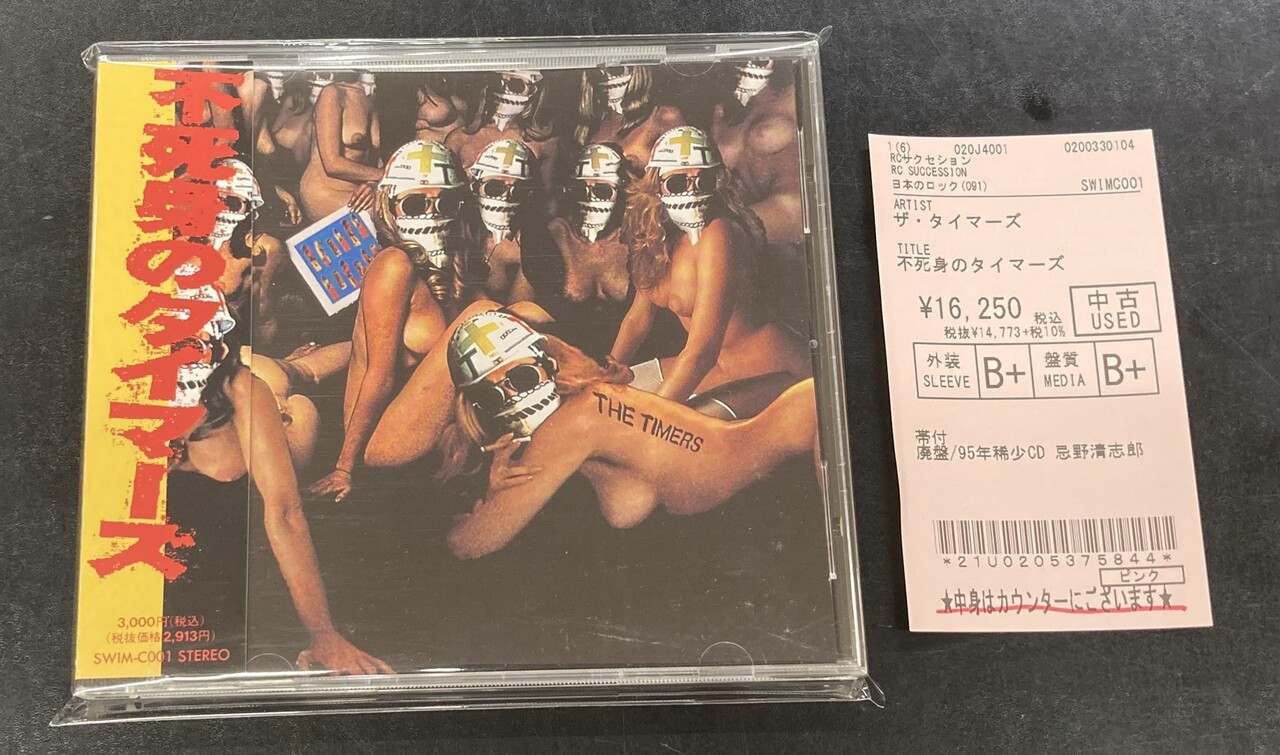 不死身のタイマーズ
3,000円(税込)
(税抜価格2,913円)
SWIM-C001 STEREO
THE TIMERS
1(6) 020J4001 0200330104
RCサクセション
RC SUCCESSION
日本のロック(091) SWIMC001
ARTIST
ザ・タイマーズ
TITLE
不死身のタイマーズ
¥16,250 税込
税抜¥14,773+税10%
中古
USED
外装 SLEEVE B+ 盤質 MEDIA B+
帯付
廃盤/95年稀少CD 忌野清志郎
*21U0205375844*
ピンク
★中身はカウンターにございます★